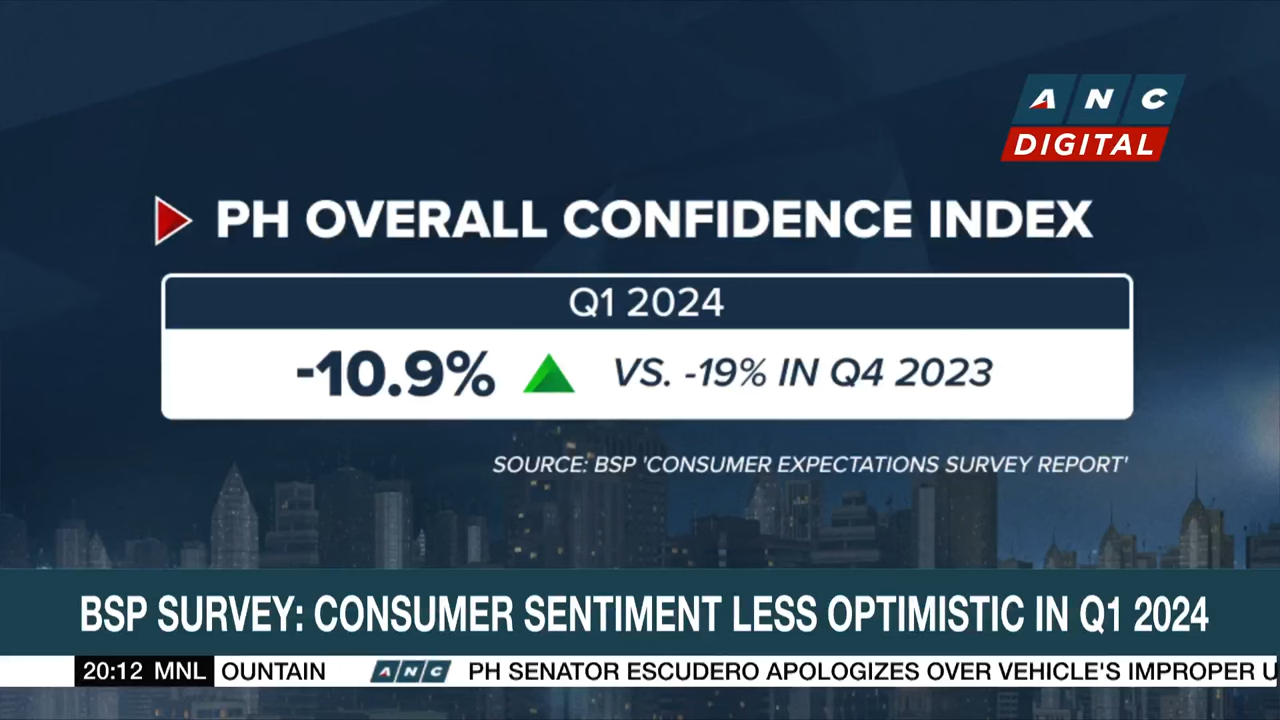 ANC
DIGITAL
PH OVERALL CONFIDENCE INDEX
Q1 2024
-10.9% VS. -19% IN Q4 2023
SOURCE: BSP 'CONSUMER EXPECTATIONS SURVEY REPORT'
BSP SURVEY: CONSUMER SENTIMENT LESS OPTIMISTIC IN Q1 2024
20:12 MNL OUNTAIN ANC PH SENATOR ESCUDERO APOLOGIZES OVER VEHICLE'S IMPROPER U